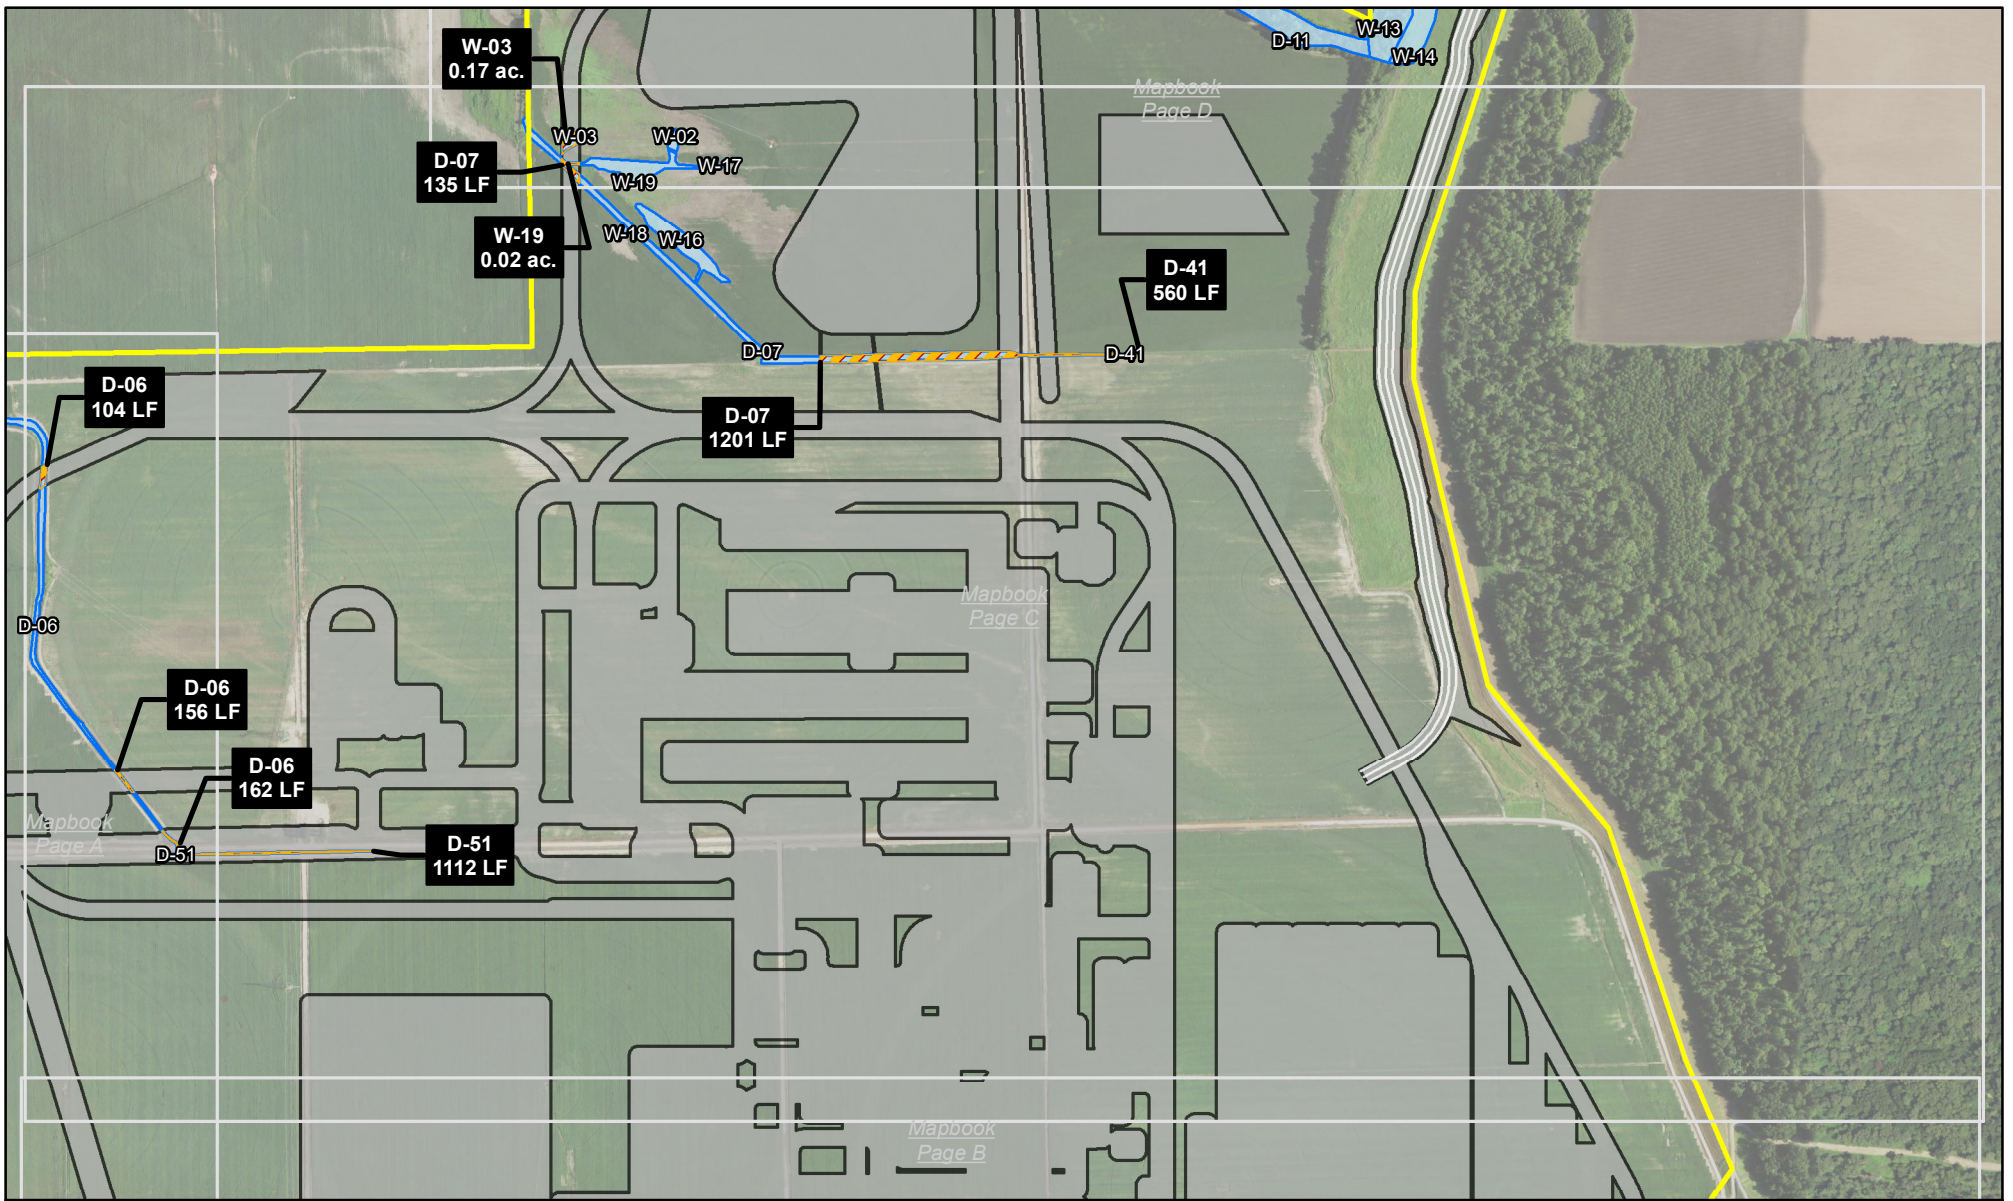 W-13
D-11
W-14
W-03
0.17 ac.
Mapbook
Page D
W-03
W-02
D-07
135 LF
W-17
W-19
W-19
0.02 ac.
W-18
W-16
D-41
560 LF
D-07
D-41
D-06
104 LF
D-07
1201 LF
Mapbook
Page C
D-06
D-06
156 LF
D-06
162 LF
Mapbook
Page A
D-51
D-51
1112 LF
Mapbook
Page B